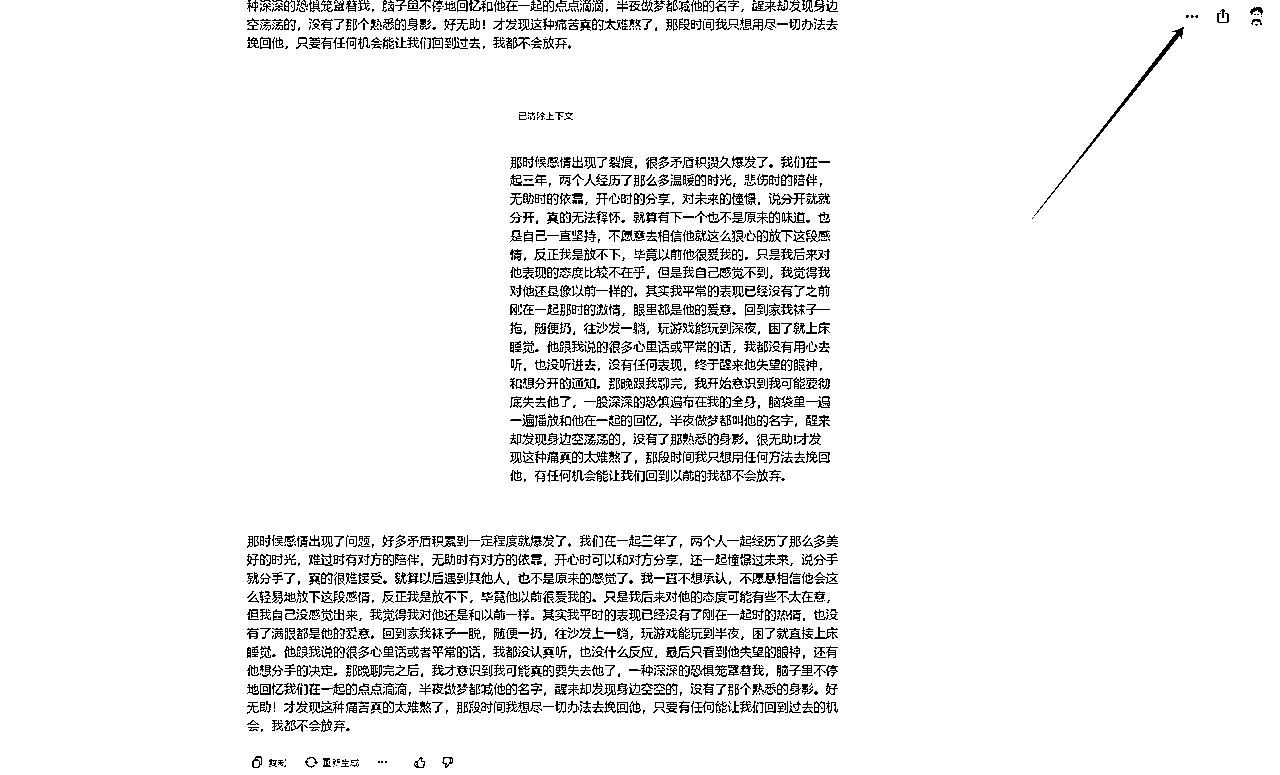 种深深的恐惧笼罩着我，脑子里不停地回忆和他在一起的点点滴滴，半夜做梦都喊他的名字，醒来却发现身边
空荡荡的，没有了那个熟悉的身影。好无助！才发现这种痛苦真的太难熬了，那段时间我只想用尽一切办法去
挽回他，只要有任何机会能让我们回到过去，我都不会放弃。
已清除上下文
那时候感情出现了裂痕，很多矛盾积攒久爆发了。我们在一
起三年，两个人经历了那么多温暖的时光，悲伤时的陪伴，
无助时的依靠，开心时的分享，对未来的憧憬，说分开就就
分开，真的无法释怀。就算有下一个也不是原来的味道。也
是自己一直坚持，不愿意去相信他就这么狠心的放下这段感
情，反正我是放不下，毕竟以前他很爱我的。只是我后来对
他表现的态度比较不在乎，但是我自己感觉不到，我觉得我
对他还是像以前一样的。其实我平常的表现已经没有了之前
刚在一起那时的激情，眼里都是他的爱意。回到家我袜子一
拖，随便扔，往沙发一躺，玩游戏能玩到深夜，困了就上床
睡觉。他跟我说的很多心里话或平常的话，我都没有用心去
听，也没听进去，没有任何表现，终于醒来他失望的眼神，
和想分开的通知。那晚跟我聊完，我开始意识到我可能要彻
底失去他了，一股深深的恐惧遍布在我的全身，脑袋里一遍
一遍播放和他在一起的回忆，半夜做梦都叫他的名字，醒来
却发现身边空荡荡的，没有了那熟悉的身影。很无助!才发
现这种痛真的太难熬了，那段时间我只想用任何方法去挽回
他，有任何机会能让我们回到以前的我都不会放弃。
那时候感情出现了问题，好多矛盾积累到一定程度就爆发了。我们在一起三年了，两个人一起经历了那么多美
好的时光，难过时有对方的陪伴，无助时有对方的依靠，开心时可以和对方分享，还一起憧憬过未来，说分手
就分手了，真的很难接受。就算以后遇到其他人，也不是原来的感觉了。我一直不想承认，不愿意相信他会这
么轻易地放下这段感情，反正我是放不下，毕竟他以前很爱我的。只是我后来对他的态度可能有些不太在意，
但我自己没感觉出来，我觉得我对他还是和以前一样。其实我平时的表现已经没有了刚在一起时的热情，也没
有了满眼都是他的爱意。回到家我袜子一脱，随便一扔，往沙发上一躺，玩游戏能玩到半夜，困了就直接上床
睡觉。他跟我说的很多心里话或者平常的话，我都没认真听，也没什么反应，最后只看到他失望的眼神，还有
他想分手的决定。那晚聊完之后，我才意识到我可能真的要失去他了，一种深深的恐惧笼罩着我，脑子里不停
地回忆我们在一起的点点滴滴，半夜做梦都喊他的名字，醒来却发现身边空空的，没有了那个熟悉的身影。好
无助！才发现这种痛苦真的太难熬了，那段时间我想尽一切办法去挽回他，只要有任何能让我们回到过去的机
会，我都不会放弃。
复制 重新生成